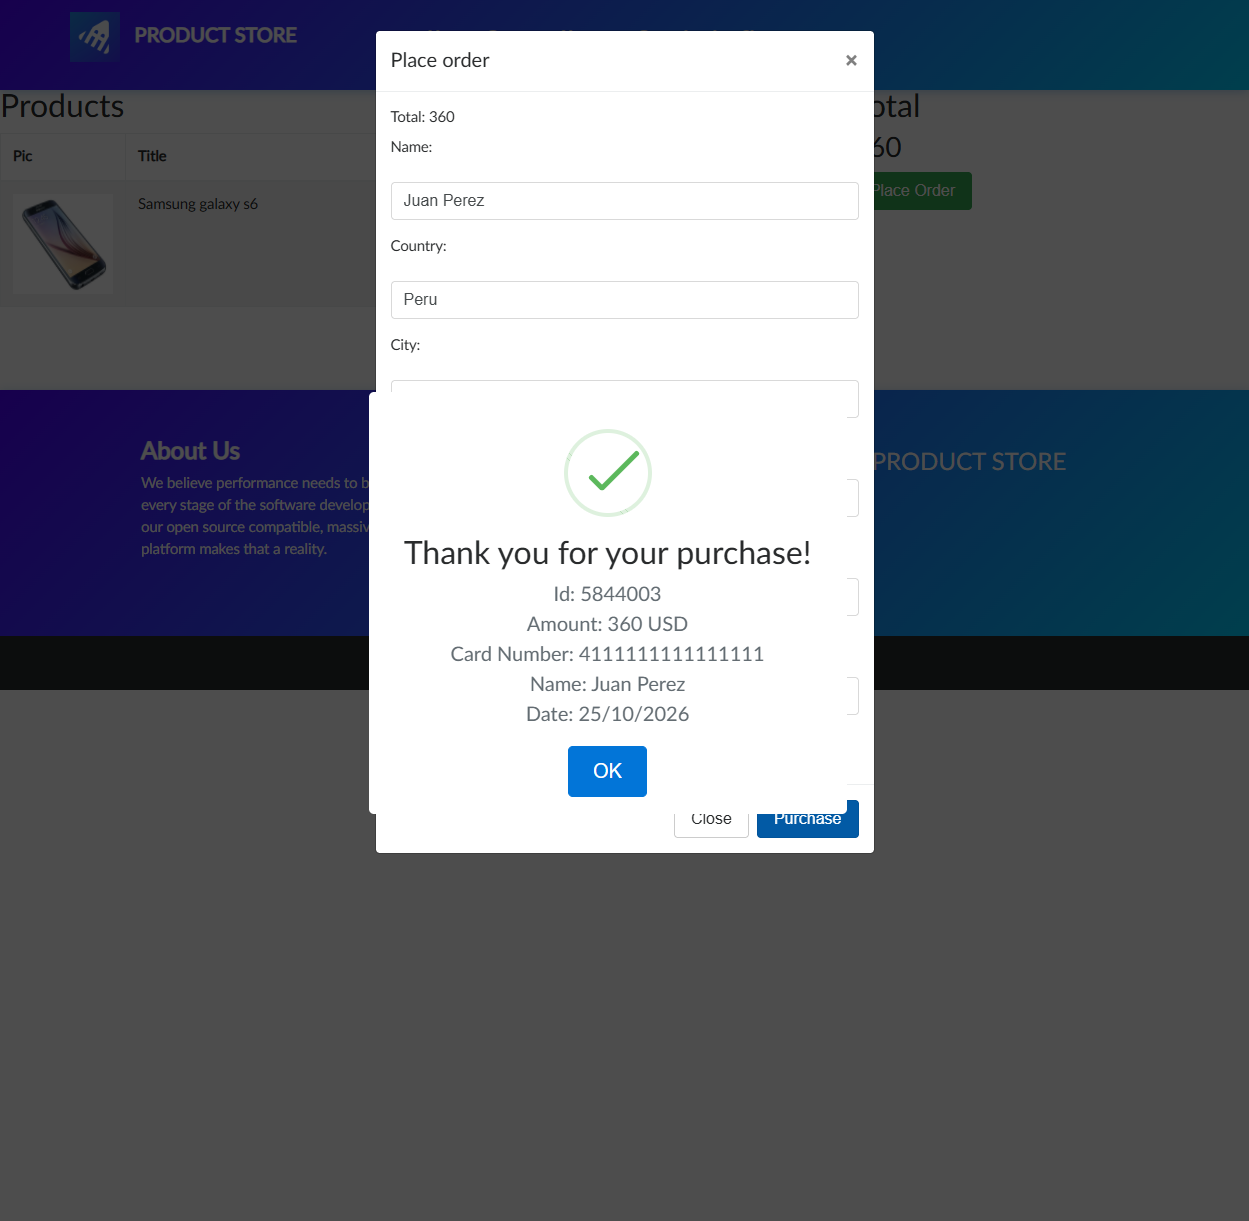 PRODUCT STORE
Place order
×
Products
Total: 360
Name:
Pic
Title
Samsung galaxy s6
Juan Perez
Country:
Peru
City:
otal
60
Place Order
About Us
We believe performance needs to b
every stage of the software develop
our open source compatible, massiv
platform makes that a reality.
PRODUCT STORE
Thank you for your purchase!
Id: 5844003
Amount: 360 USD
Card Number: 4111111111111111
Name: Juan Perez
Date: 25/10/2026
OK
Close
Purchase